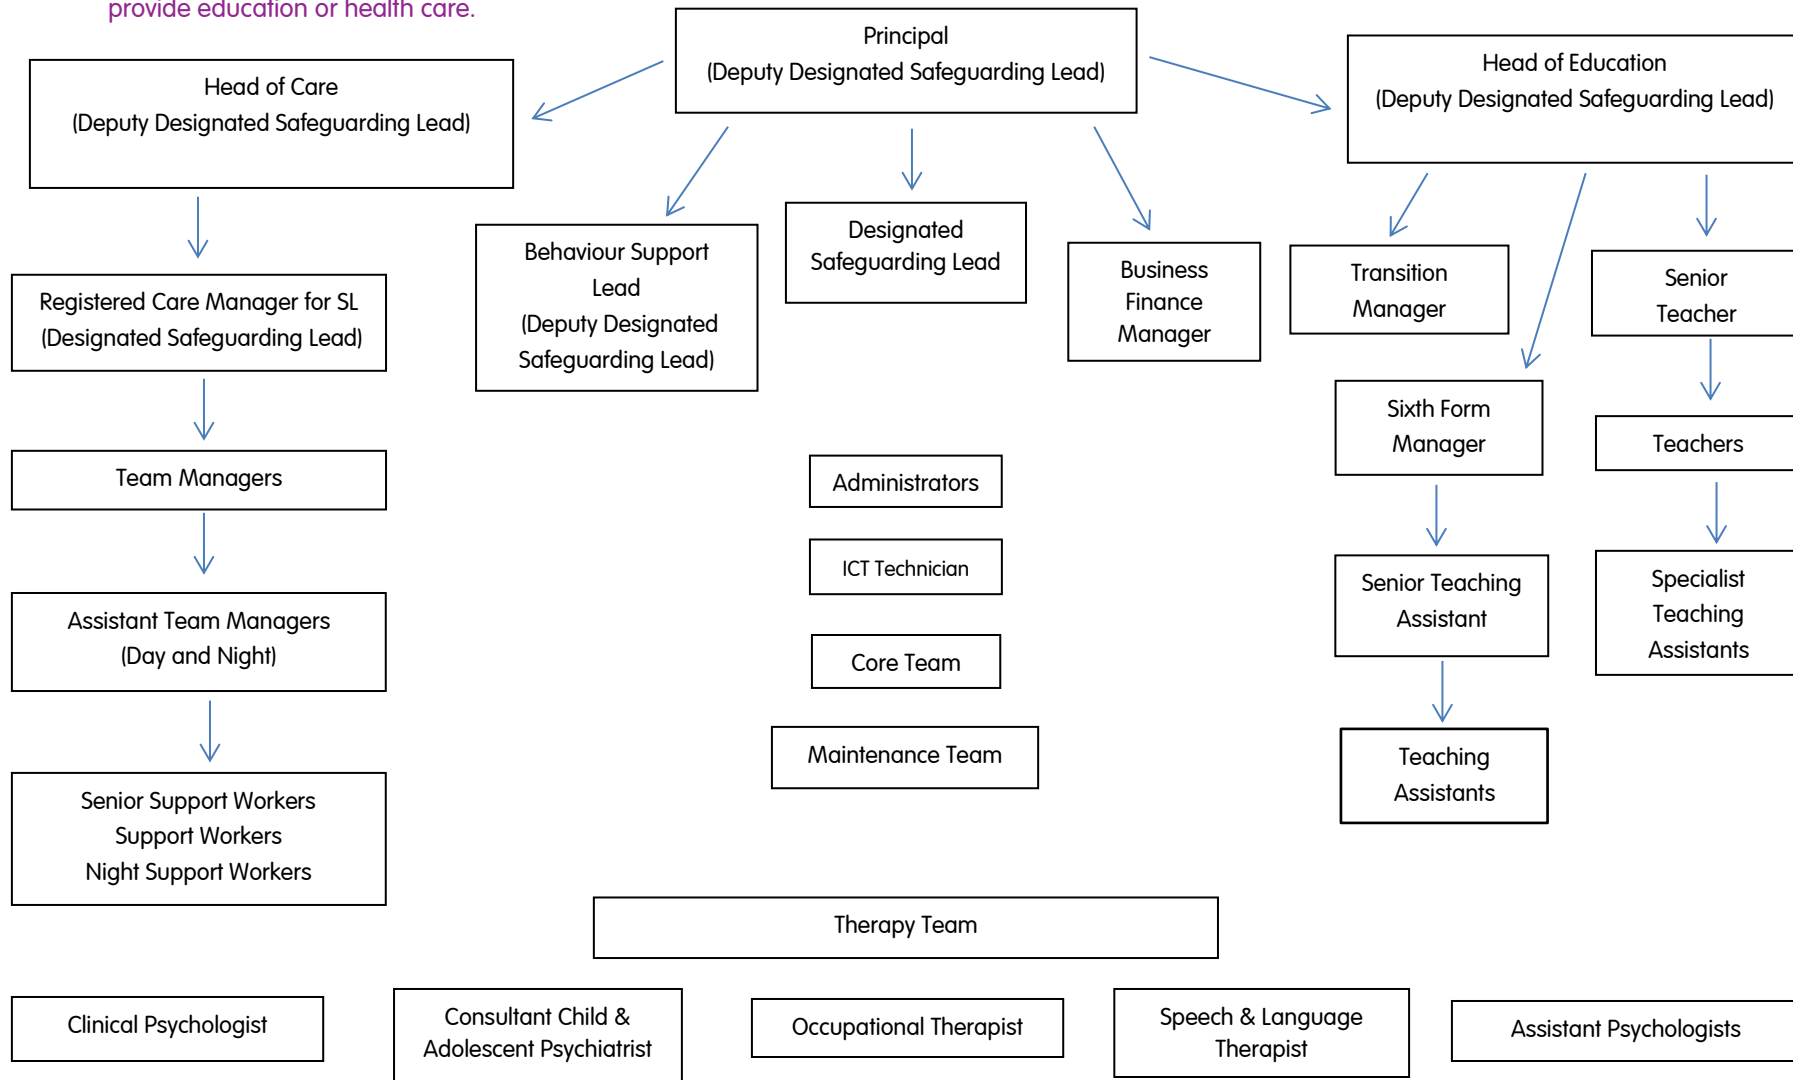 provide education or health care.
Principal
(Deputy Designated Safeguarding Lead)
Head of Care
(Deputy Designated Safeguarding Lead)
Head of Education
(Deputy Designated Safeguarding Lead)
Behaviour Support
Lead
(Deputy Designated
Safeguarding Lead)
Designated
Safeguarding Lead
Business
Finance
Manager
Transition
Manager
Senior
Teacher
Registered Care Manager for SL
(Designated Safeguarding Lead)
Sixth Form
Manager
Teachers
Team Managers
Administrators
ICT Technician
Senior Teaching
Assistant
Specialist
Teaching
Assistants
Assistant Team Managers
(Day and Night)
Core Team
Maintenance Team
Teaching
Assistants
Senior Support Workers
Support Workers
Night Support Workers
Therapy Team
Clinical Psychologist
Consultant Child &
Adolescent Psychiatrist
Occupational Therapist
Speech & Language
Therapist
Assistant Psychologists